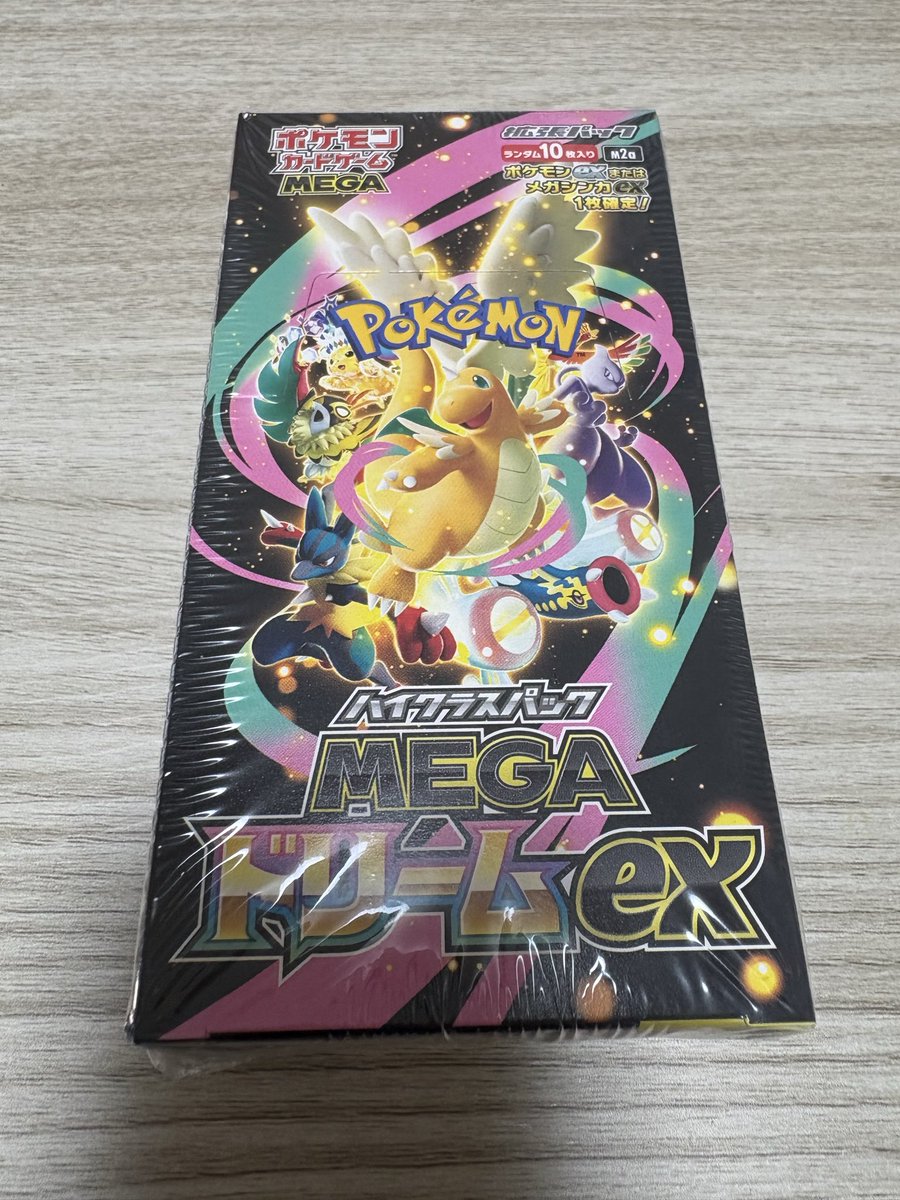 ポケモン
カードゲーム
MEGA
拡張パック
ランダム10枚入り
M2a
ポケモンexまたは
メガシンカex
1枚確定!
POKéMON
TM
ハイクラスパック
MEGA
ドリームex